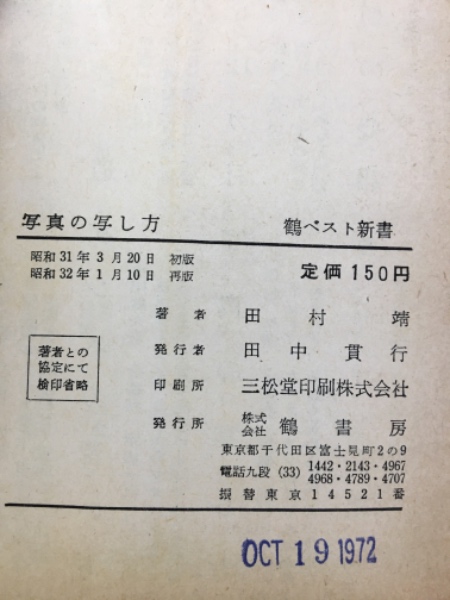 写真の写し方　　鶴ベスト新書
昭和31年3月20日　初版
昭和32年1月10日　再版
定価150円
著者　田村靖
発行者　田中貫行
印刷所　三松堂印刷株式会社
発行所　株式会社　鶴書房
著者との
協定にて
検印省略
東京都千代田区富士見町2の9
電話九段(33) 1442・2143・4967
4968・4789・4707
振替東京14521番
OCT 19 1972